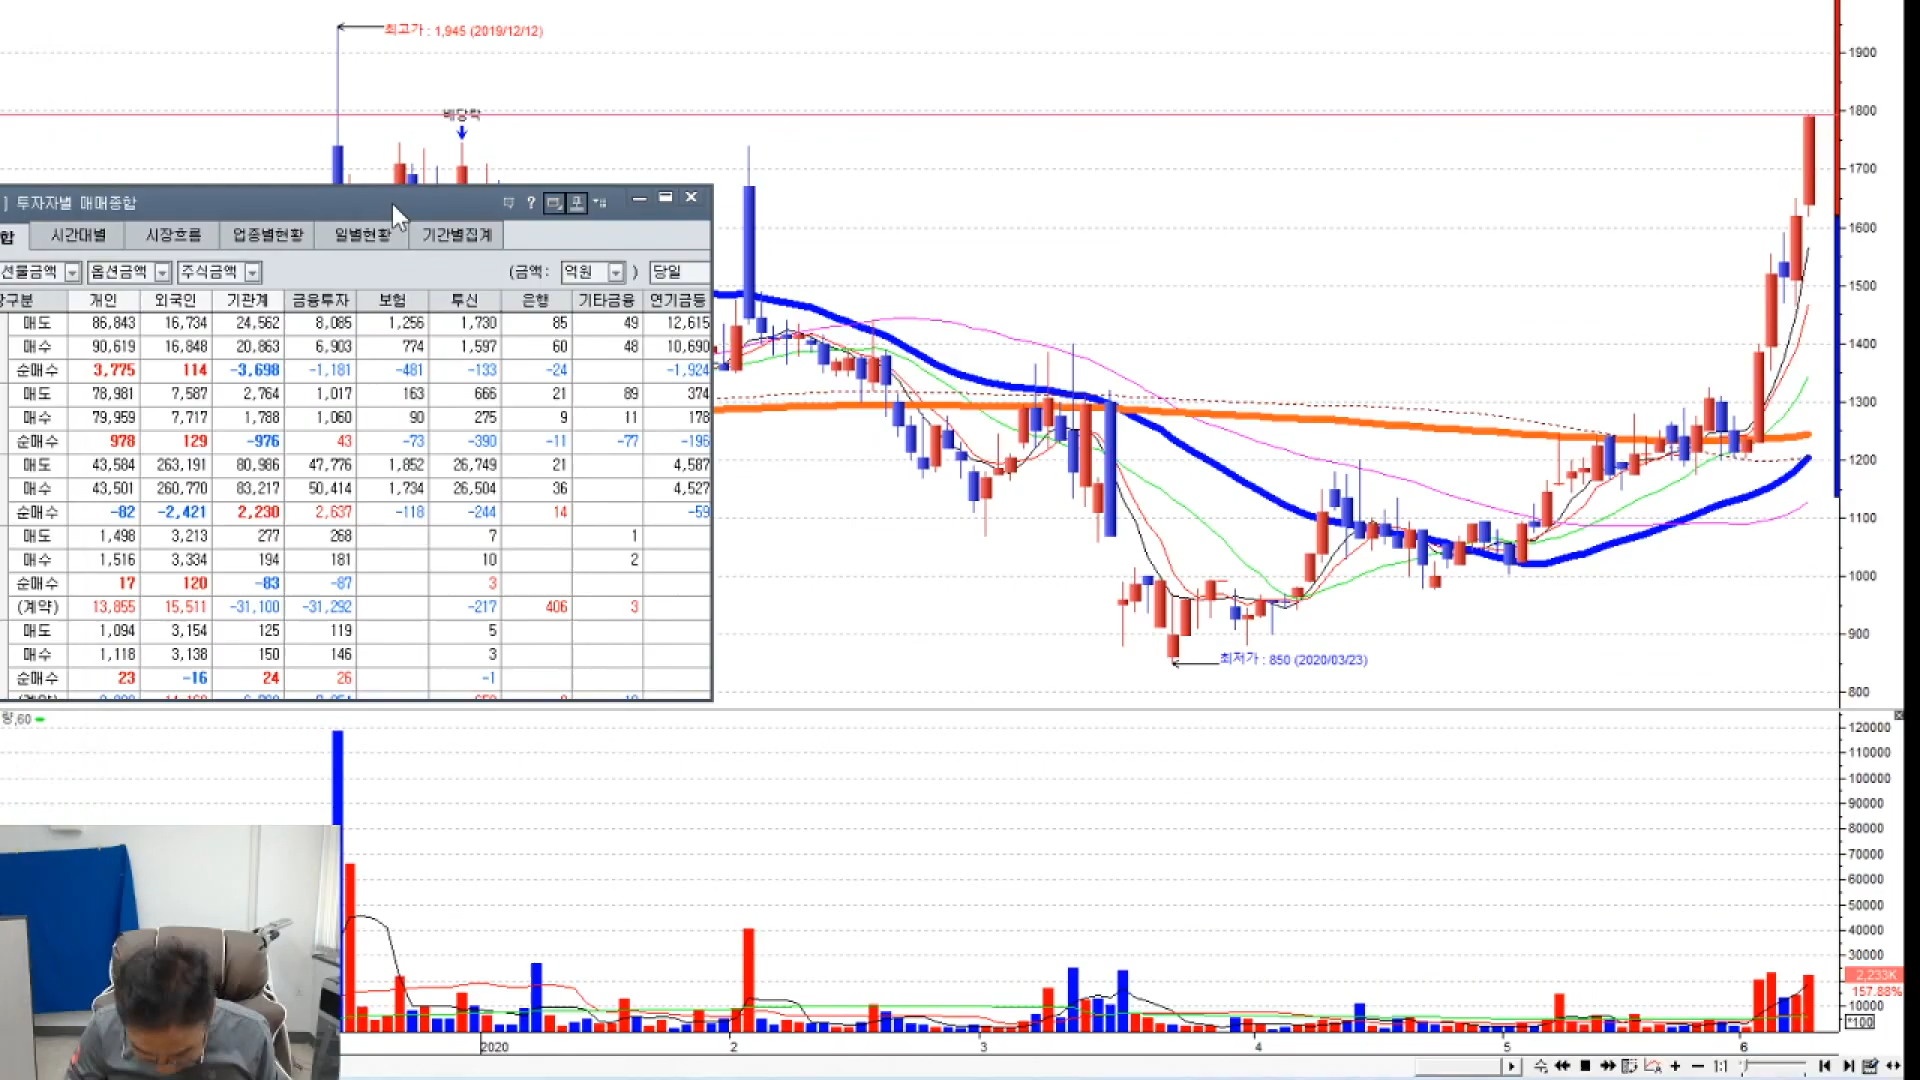 최고가 : 1,945 (2019/12/12)
배당락
] 투자자별 매매종합
합 시간대별 시장흐름 업종별현황 일별현황 기간별집계
선물금액 옵션금액 주식금액 (금액: 억원 ) 당일
장구분 개인 외국인 기관계 금융투자 보험 투신 은행 기타금융 연기금등
매도 86,843 16,734 24,562 8,085 1,256 1,730 85 49 12,615
매수 90,619 16,848 20,863 6,903 774 1,597 60 48 10,690
순매수 3,775 114 -3,698 -1,181 -481 -133 -24 -1,924
매도 78,981 7,587 2,764 1,017 163 666 21 89 374
매수 79,959 7,717 1,788 1,060 90 275 9 11 178
순매수 978 129 -976 43 -73 -390 -11 -77 -196
매도 43,584 263,191 80,986 47,776 1,852 26,749 21 4,587
매수 43,501 260,770 83,217 50,414 1,734 26,504 36 4,527
순매수 -82 -2,421 2,230 2,637 -118 -244 14 -59
매도 1,498 3,213 277 268 7 1
매수 1,516 3,334 194 181 10 2
순매수 17 120 -83 -87 3
(계약) 13,855 15,511 -31,100 -31,292 -217 406 3
매도 1,094 3,154 125 119 5
매수 1,118 3,138 150 146 3
순매수 23 -16 24 26 -1
최저가 : 850 (2020/03/23)
1900
1800
1700
1600
1500
1400
1300
1200
1100
1000
900
800
량,60
120000
110000
100000
90000
80000
70000
60000
50000
40000
30000
2,233K
157.88%
10000
*100
2020 2 3 4 5 6
1:1